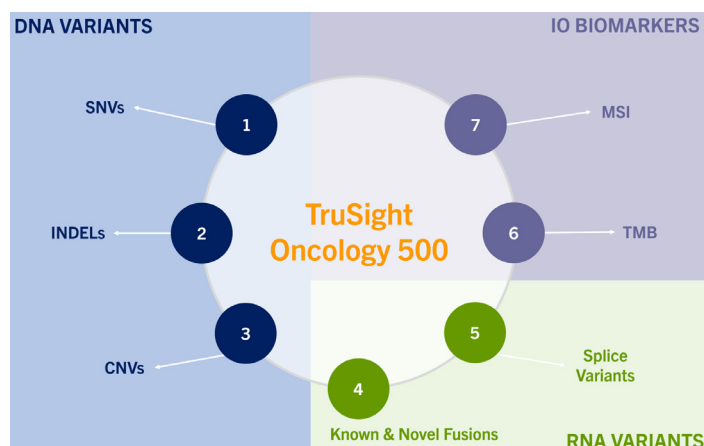 DNA VARIANTS
IO BIOMARKERS
SNVs
1
7
MSI
INDELs
2
TruSight
Oncology 500
6
TMB
CNVs
3
5
Splice
Variants
4
Known & Novel Fusions
RNA VARIANTS